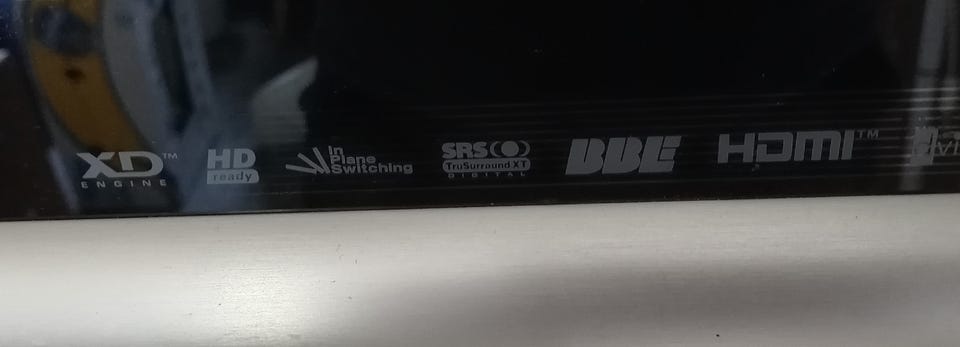 XD™
ENGINE
HD
ready
In
Plane
Switching
SRS
TruSurround XT
DIGITAL
BBE
HDMI™